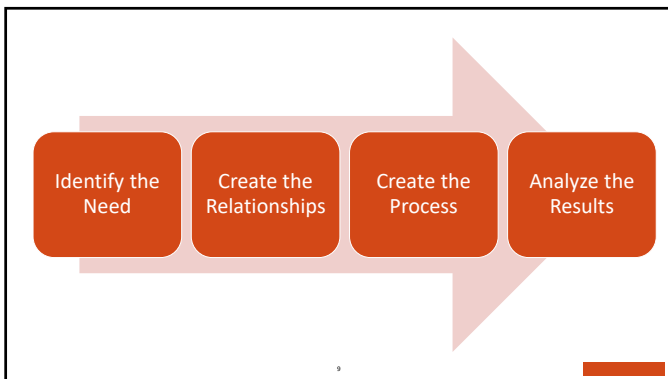 Identify the
Need
Create the
Relationships
Create the
Process
Analyze the
Results
9